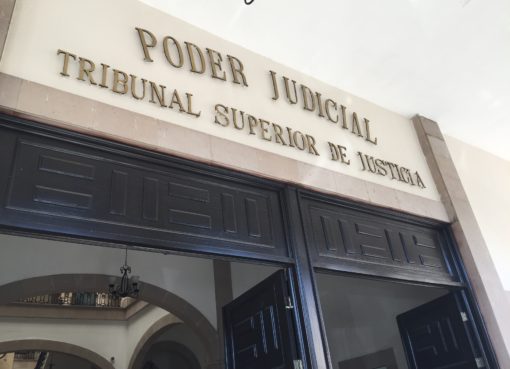 PODER JUDICIAL
TRIBUNAL SUPERIOR DE JUSTICIA